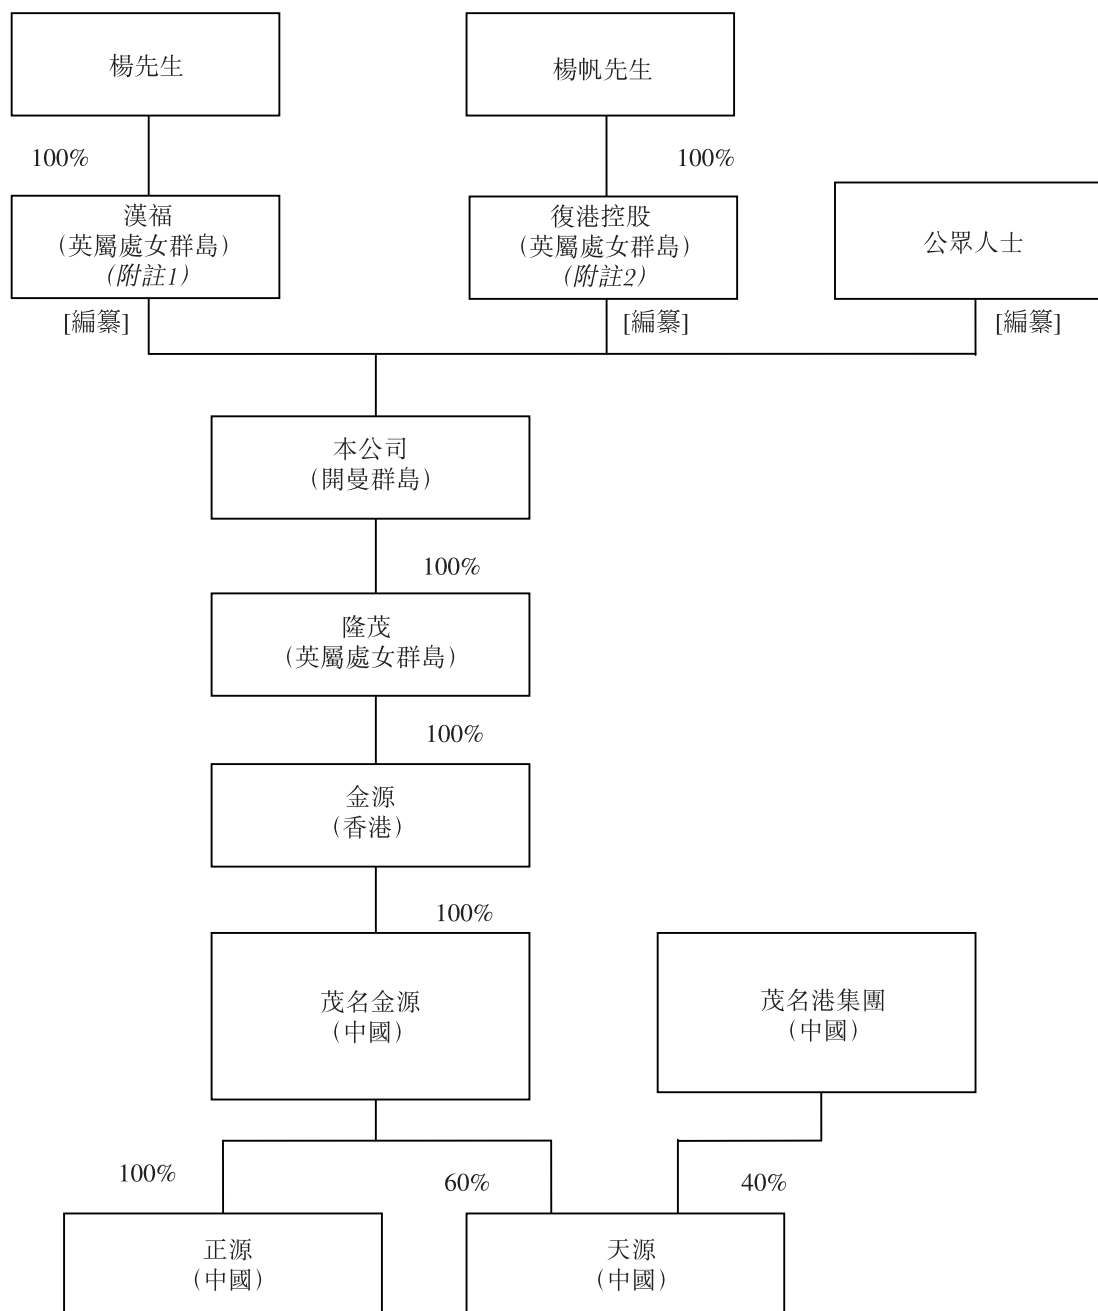 楊先生
楊帆先生
100%
100%
漢福
(英屬處女群島)
(附註1)
復港控股
(英屬處女群島)
(附註2)
公眾人士
[編纂]
[編纂]
[編纂]
本公司
(開曼群島)
100%
隆茂
(英屬處女群島)
100%
金源
(香港)
100%
茂名金源
(中國)
茂名港集團
(中國)
100%
60%
40%
正源
(中國)
天源
(中國)